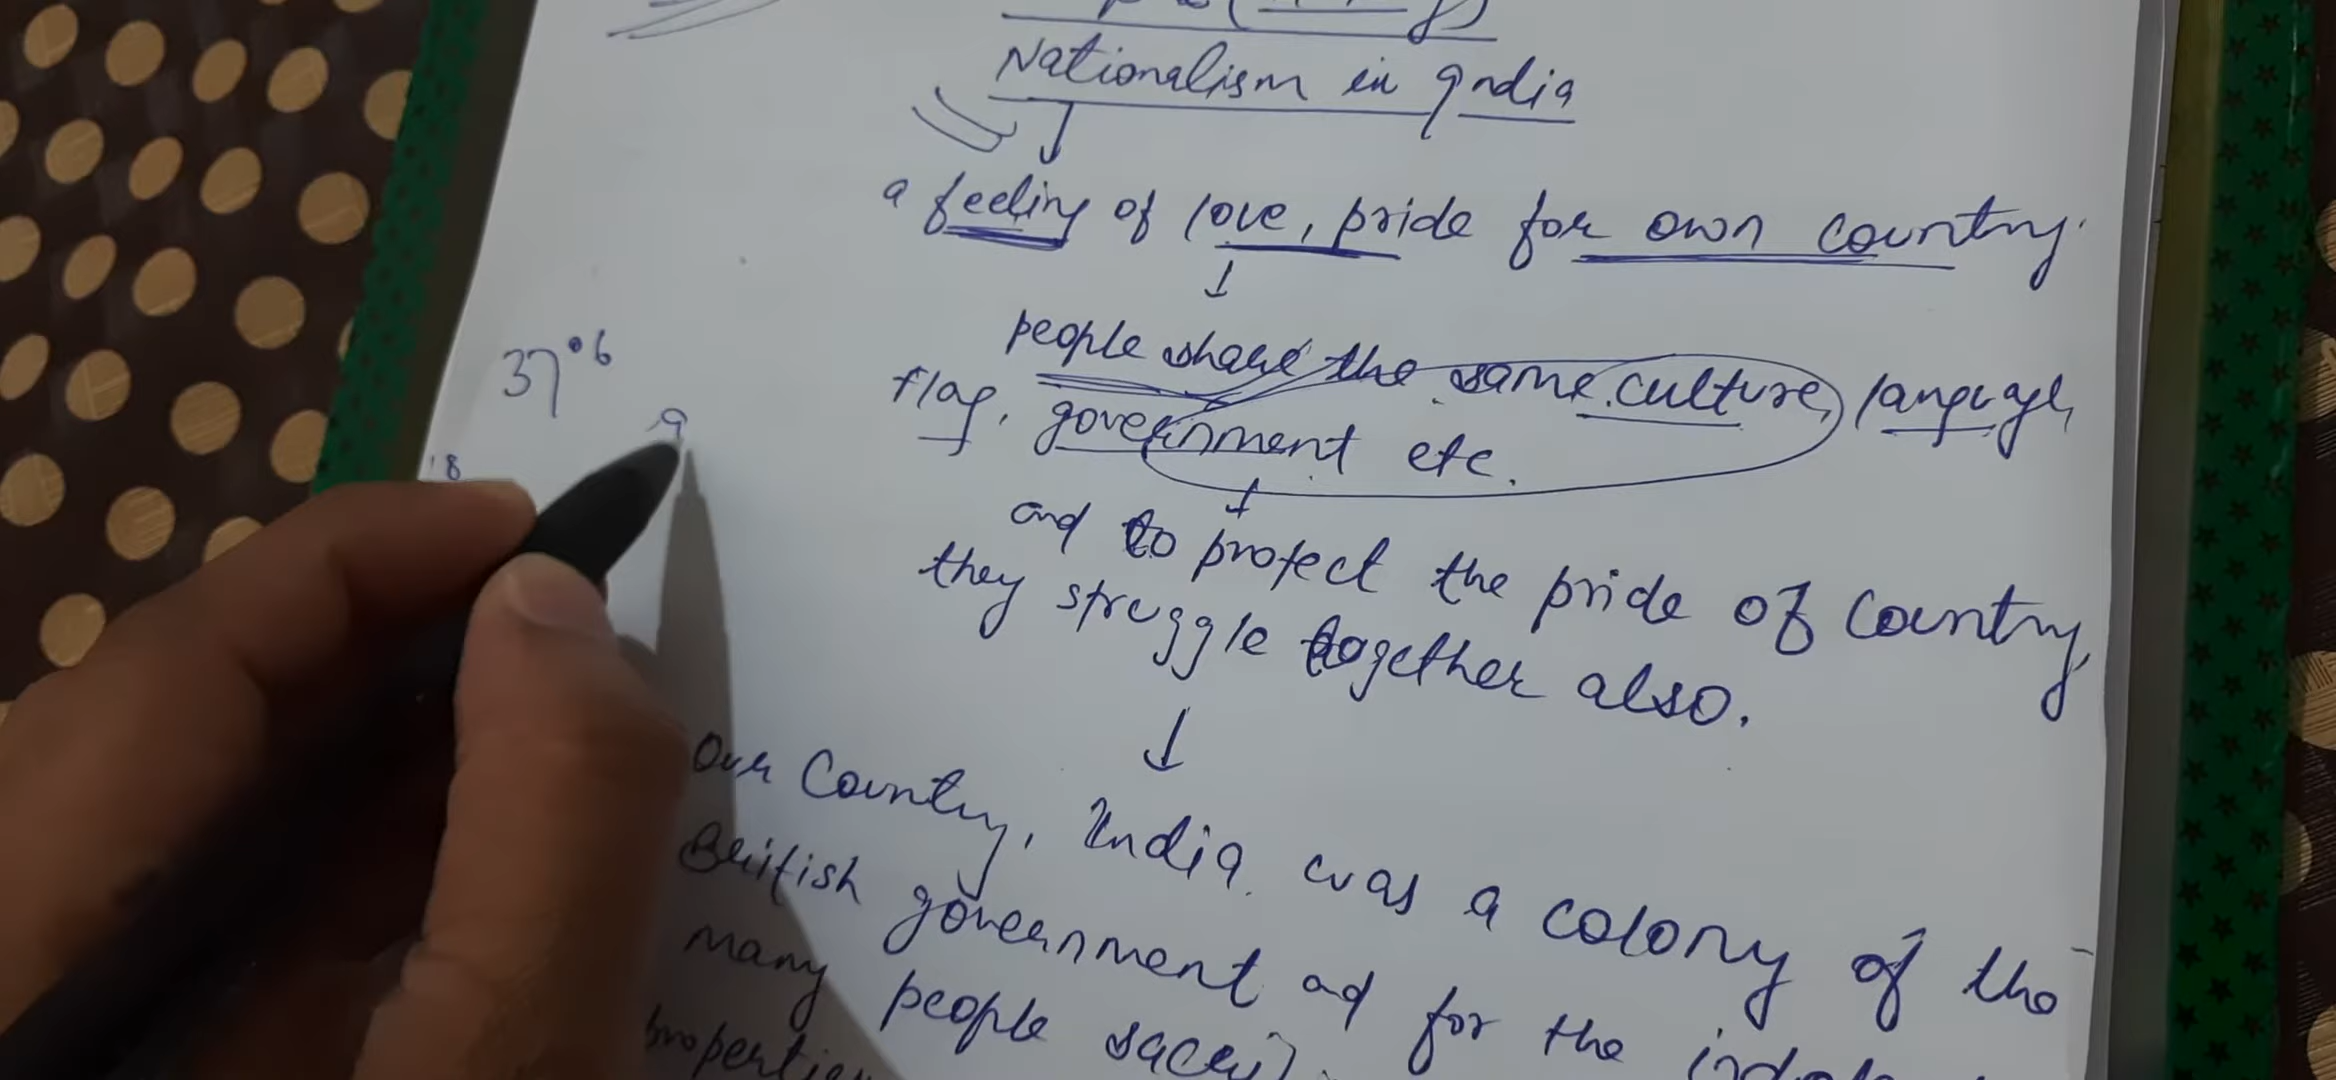 Nationalism in India
a feeling of love, pride for own country.
people share the same culture, language,
flag, government etc.
37°6
9
18
and to protect the pride of country,
they struggle together also.
Our Country, India was a colony of the
British government and for the
many people